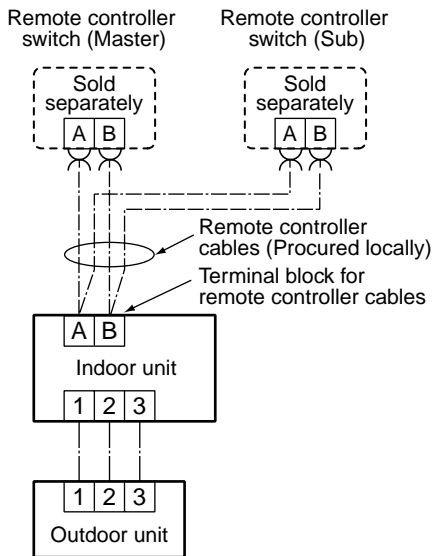 Remote controller
switch (Master)
Remote controller
switch (Sub)
Sold
separately
A B
Sold
separately
A B
Remote controller
cables (Procured locally)
Terminal block for
remote controller cables
A B
Indoor unit
1 2 3
1 2 3
Outdoor unit